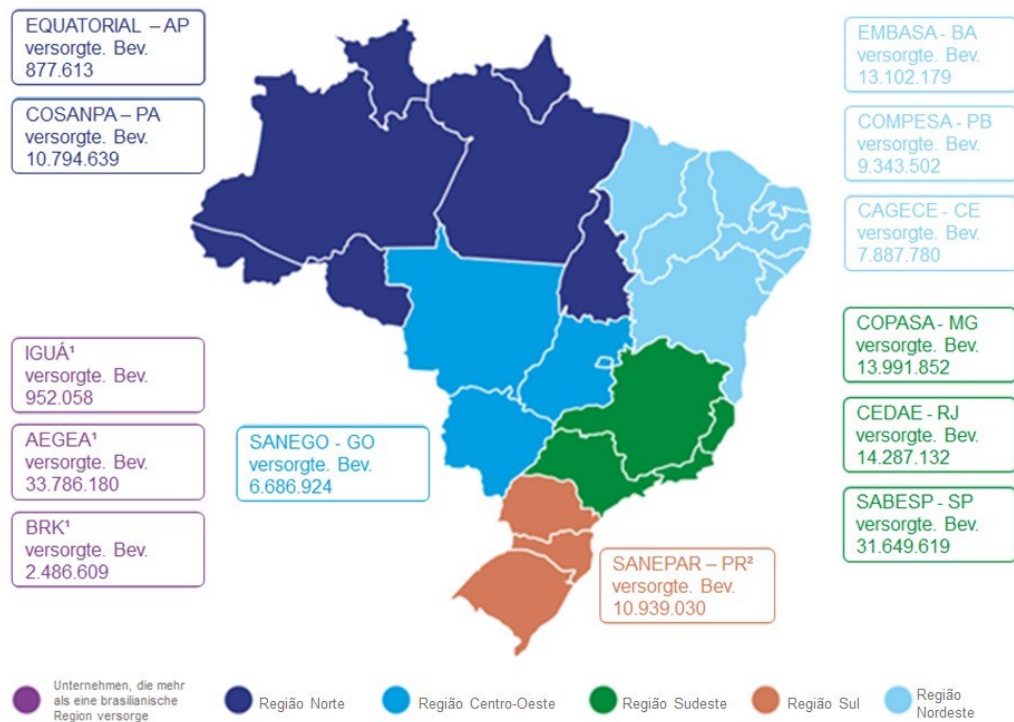 EQUATORIAL – AP
versorgte. Bev.
877.613
COSANPA – PA
versorgte. Bev.
10.794.639
IGUÁ¹
versorgte. Bev.
952.058
AEGEA¹
versorgte. Bev.
33.786.180
BRK¹
versorgte. Bev.
2.486.609
SANEGO - GO
versorgte. Bev.
6.686.924
EMBASA - BA
versorgte. Bev.
13.102.179
COMPESA - PB
versorgte. Bev.
9.343.502
CAGECE - CE
versorgte. Bev.
7.887.780
COPASA - MG
versorgte. Bev.
13.991.852
CEDAE - RJ
versorgte. Bev.
14.287.132
SABESP - SP
versorgte. Bev.
31.649.619
SANEPAR – PR²
versorgte. Bev.
10.939.030
Unternehmen, die mehr
als eine brasilianische
Region versorge
Região Norte
Região Centro-Oeste
Região Sudeste
Região Sul
Região
Nordeste